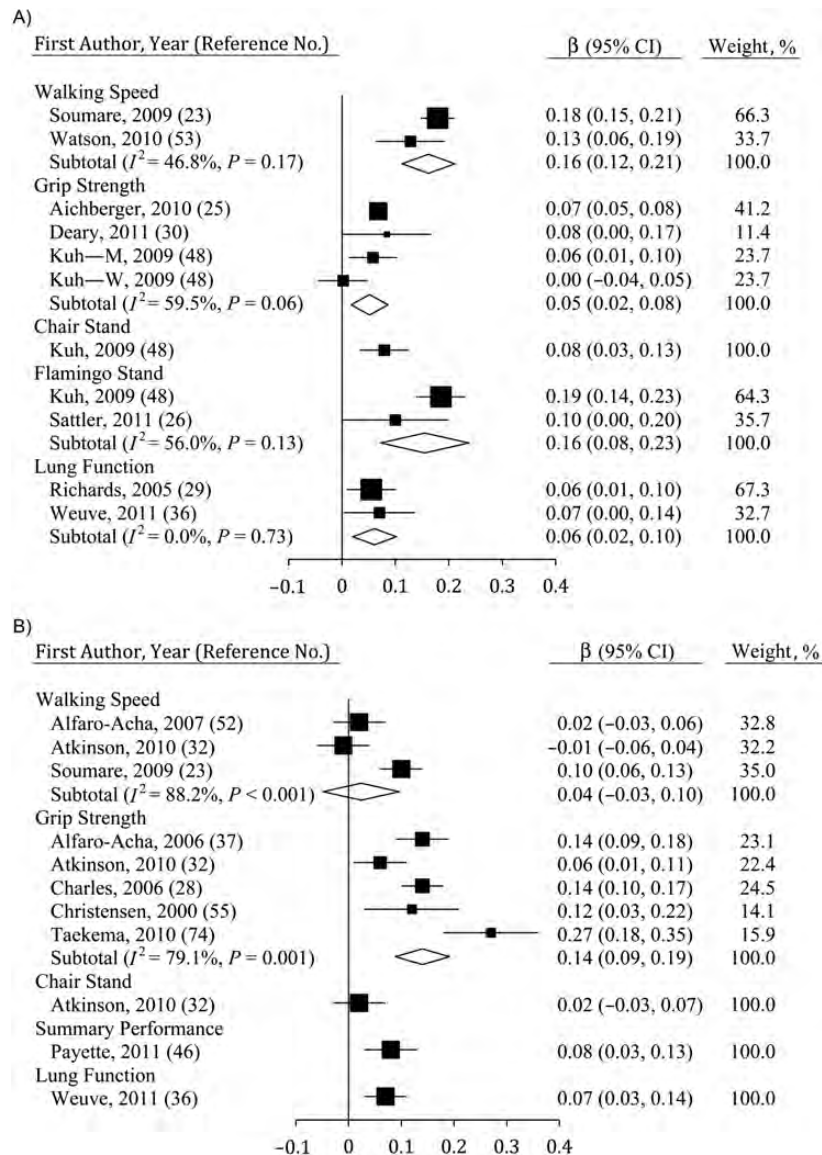 A)
First Author, Year (Reference No.) β (95% CI) Weight, %
Walking Speed
Soumare, 2009 (23) 0.18 (0.15, 0.21) 66.3
Watson, 2010 (53) 0.13 (0.06, 0.19) 33.7
Subtotal (I² = 46.8%, P = 0.17) 0.16 (0.12, 0.21) 100.0
Grip Strength
Aichberger, 2010 (25) 0.07 (0.05, 0.08) 41.2
Deary, 2011 (30) 0.08 (0.00, 0.17) 11.4
Kuh—M, 2009 (48) 0.06 (0.01, 0.10) 23.7
Kuh—W, 2009 (48) 0.00 (−0.04, 0.05) 23.7
Subtotal (I² = 59.5%, P = 0.06) 0.05 (0.02, 0.08) 100.0
Chair Stand
Kuh, 2009 (48) 0.08 (0.03, 0.13) 100.0
Flamingo Stand
Kuh, 2009 (48) 0.19 (0.14, 0.23) 64.3
Sattler, 2011 (26) 0.10 (0.00, 0.20) 35.7
Subtotal (I² = 56.0%, P = 0.13) 0.16 (0.08, 0.23) 100.0
Lung Function
Richards, 2005 (29) 0.06 (0.01, 0.10) 67.3
Weuve, 2011 (36) 0.07 (0.00, 0.14) 32.7
Subtotal (I² = 0.0%, P = 0.73) 0.06 (0.02, 0.10) 100.0
−0.1 0 0.1 0.2 0.3 0.4
B)
First Author, Year (Reference No.) β (95% CI) Weight, %
Walking Speed
Alfaro-Acha, 2007 (52) 0.02 (−0.03, 0.06) 32.8
Atkinson, 2010 (32) −0.01 (−0.06, 0.04) 32.2
Soumare, 2009 (23) 0.10 (0.06, 0.13) 35.0
Subtotal (I² = 88.2%, P < 0.001) 0.04 (−0.03, 0.10) 100.0
Grip Strength
Alfaro-Acha, 2006 (37) 0.14 (0.09, 0.18) 23.1
Atkinson, 2010 (32) 0.06 (0.01, 0.11) 22.4
Charles, 2006 (28) 0.14 (0.10, 0.17) 24.5
Christensen, 2000 (55) 0.12 (0.03, 0.22) 14.1
Taekema, 2010 (74) 0.27 (0.18, 0.35) 15.9
Subtotal (I² = 79.1%, P = 0.001) 0.14 (0.09, 0.19) 100.0
Chair Stand
Atkinson, 2010 (32) 0.02 (−0.03, 0.07) 100.0
Summary Performance
Payette, 2011 (46) 0.08 (0.03, 0.13) 100.0
Lung Function
Weuve, 2011 (36) 0.07 (0.03, 0.14) 100.0
−0.1 0 0.1 0.2 0.3 0.4